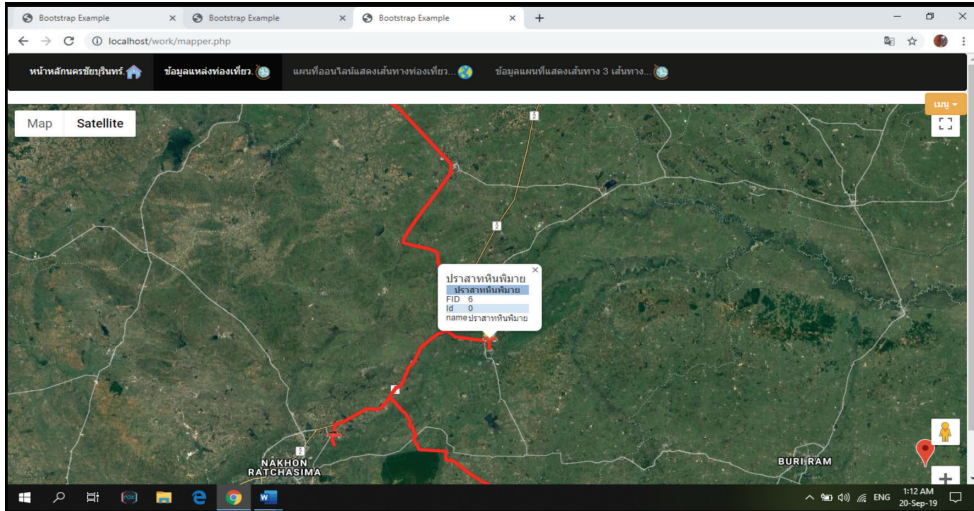 Bootstrap Example
Bootstrap Example
Bootstrap Example
localhost/work/mapper.php
หน้าหลักนครชัยบุรินทร์.
ข้อมูลแหล่งท่องเที่ยว.
แผนที่ออนไลน์แสดงเส้นทางท่องเที่ยว...
ข้อมูลแผนที่แสดงเส้นทาง 3 เส้นทาง...
เมนู
Map Satellite
ปราสาทหินพิมาย
ปราสาทหินพิมาย
FID 6
Id 0
name ปราสาทหินพิมาย
NAKHON
RATCHASIMA
BURI RAM
ENG
1:12 AM
20-Sep-19